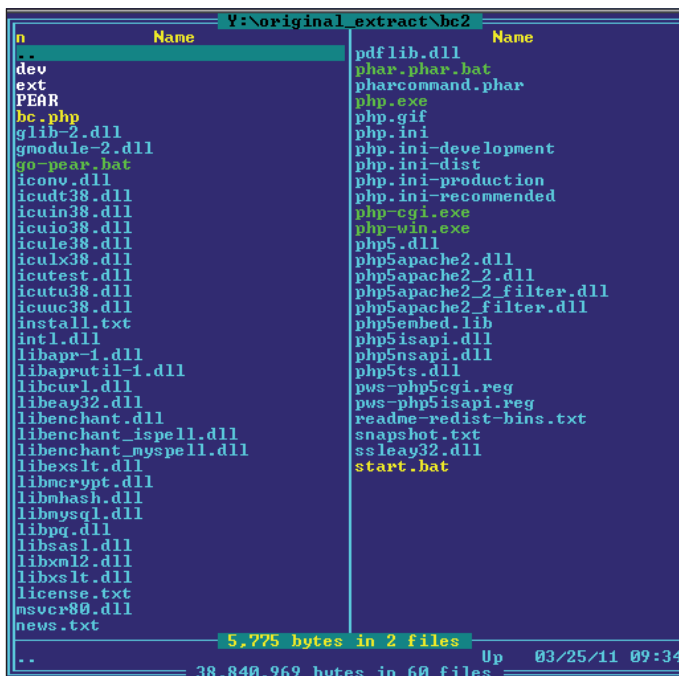 Y:\original_extract\bc2
n Name
..
dev
ext
PEAR
bc.php
glib-2.dll
gmodule-2.dll
go-pear.bat
iconv.dll
icudt38.dll
icuin38.dll
icuio38.dll
icule38.dll
iculx38.dll
icutest.dll
icutu38.dll
icuuc38.dll
install.txt
intl.dll
libapr-1.dll
libaprutil-1.dll
libcurl.dll
libeay32.dll
libenchant.dll
libenchant_ispell.dll
libenchant_myspell.dll
libexslt.dll
libmcrypt.dll
libmhash.dll
libmysql.dll
libpq.dll
libsasl.dll
libxml2.dll
libxslt.dll
license.txt
msvcr80.dll
news.txt
Name
pdflib.dll
phar.phar.bat
pharcommand.phar
php.exe
php.gif
php.ini
php.ini-development
php.ini-dist
php.ini-production
php.ini-recommended
php-cgi.exe
php-win.exe
php5.dll
php5apache2.dll
php5apache2_2.dll
php5apache2_2_filter.dll
php5apache2_filter.dll
php5embed.lib
php5isapi.dll
php5nsapi.dll
php5ts.dll
pws-php5cgi.reg
pws-php5isapi.reg
readme-redist-bins.txt
snapshot.txt
ssleay32.dll
start.bat
5,775 bytes in 2 files
.. Up 03/25/11 09:34
38,840,969 bytes in 60 files